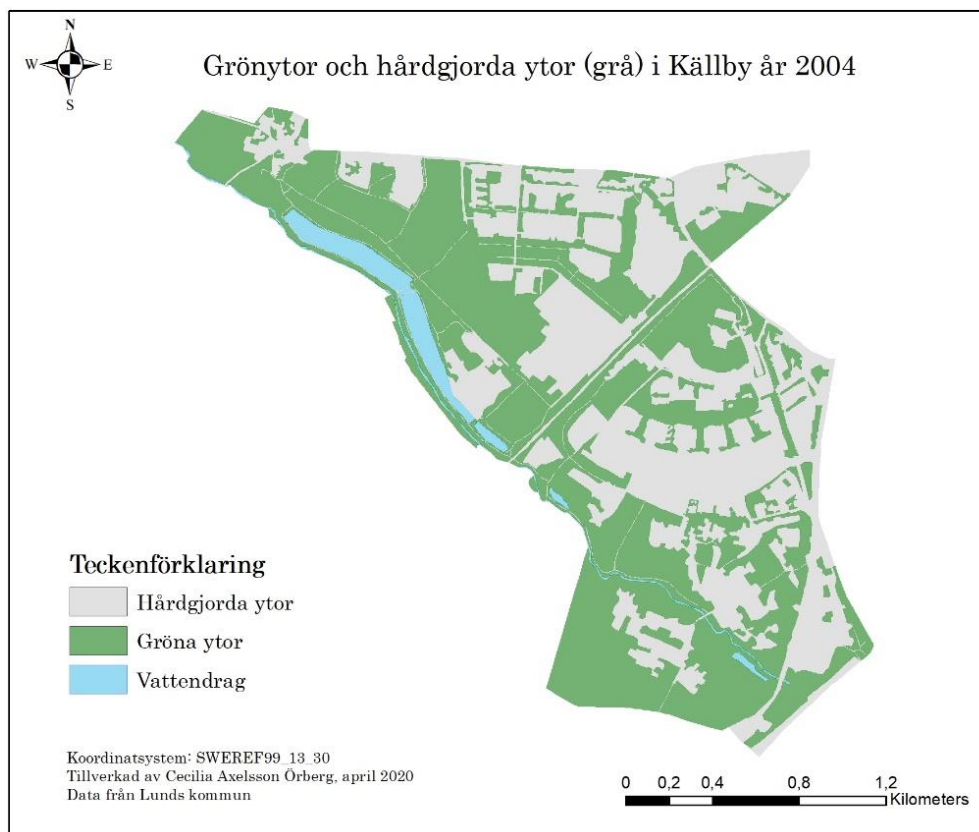 N
W E
S
Grönytor och hårdgjorda ytor (grå) i Källby år 2004
Teckenförklaring
Hårdgjorda ytor
Gröna ytor
Vattendrag
Koordinatsystem: SWEREF99_13_30
Tillverkad av Cecilia Axelsson Örberg, april 2020
Data från Lunds kommun
0 0,2 0,4 0,8 1,2
Kilometers